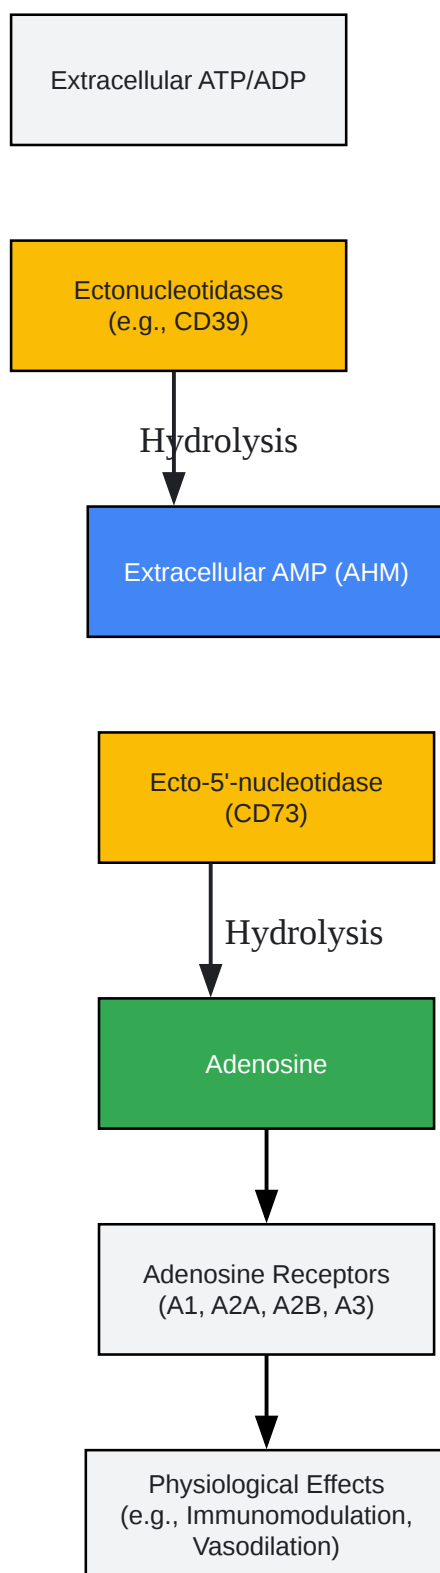 Extracellular ATP/ADP
Ectonucleotidases
(e.g., CD39)
Hydrolysis
Extracellular AMP (AHM)
Ecto-5'-nucleotidase
(CD73)
Hydrolysis
Adenosine
Adenosine Receptors
(A1, A2A, A2B, A3)
Physiological Effects
(e.g., Immunomodulation,
Vasodilation)